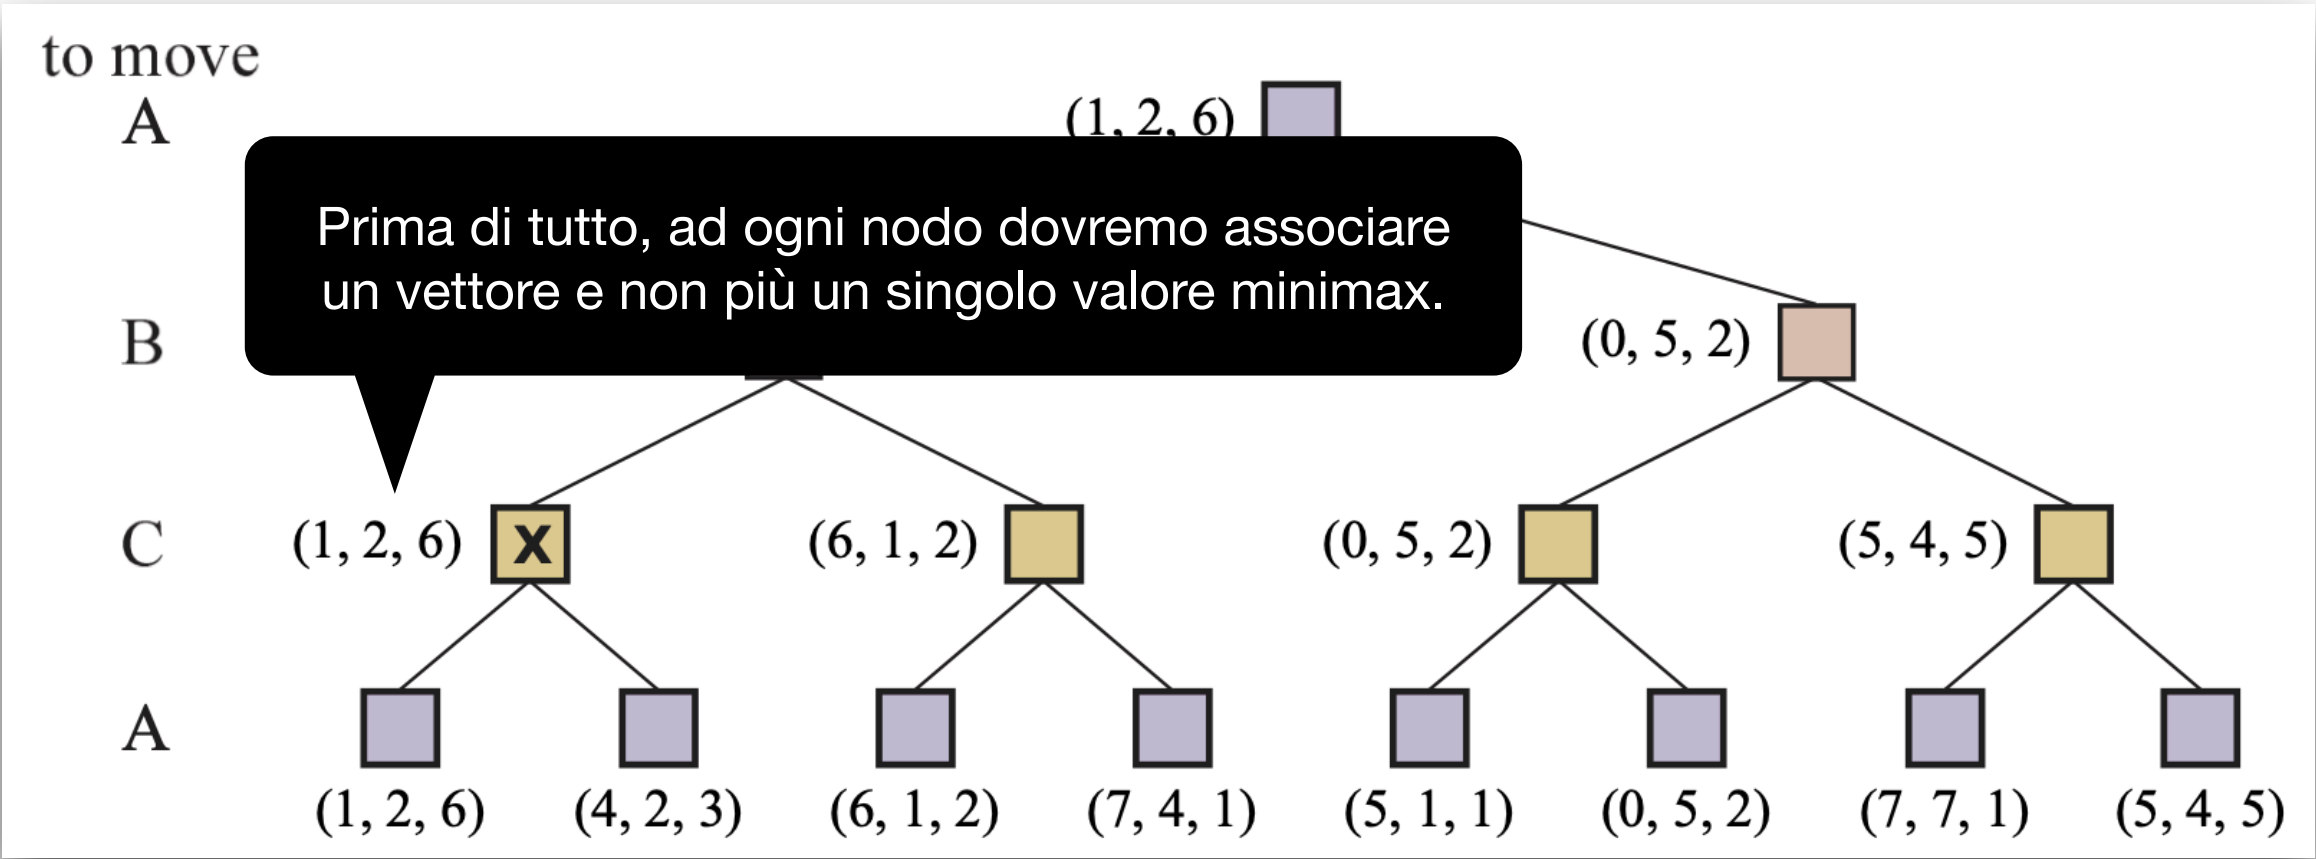 to move
A
(1, 2, 6)
Prima di tutto, ad ogni nodo dovremo associare
un vettore e non più un singolo valore minimax.
B
(0, 5, 2)
C
(1, 2, 6)
X
(6, 1, 2)
(0, 5, 2)
(5, 4, 5)
A
(1, 2, 6)
(4, 2, 3)
(6, 1, 2)
(7, 4, 1)
(5, 1, 1)
(0, 5, 2)
(7, 7, 1)
(5, 4, 5)